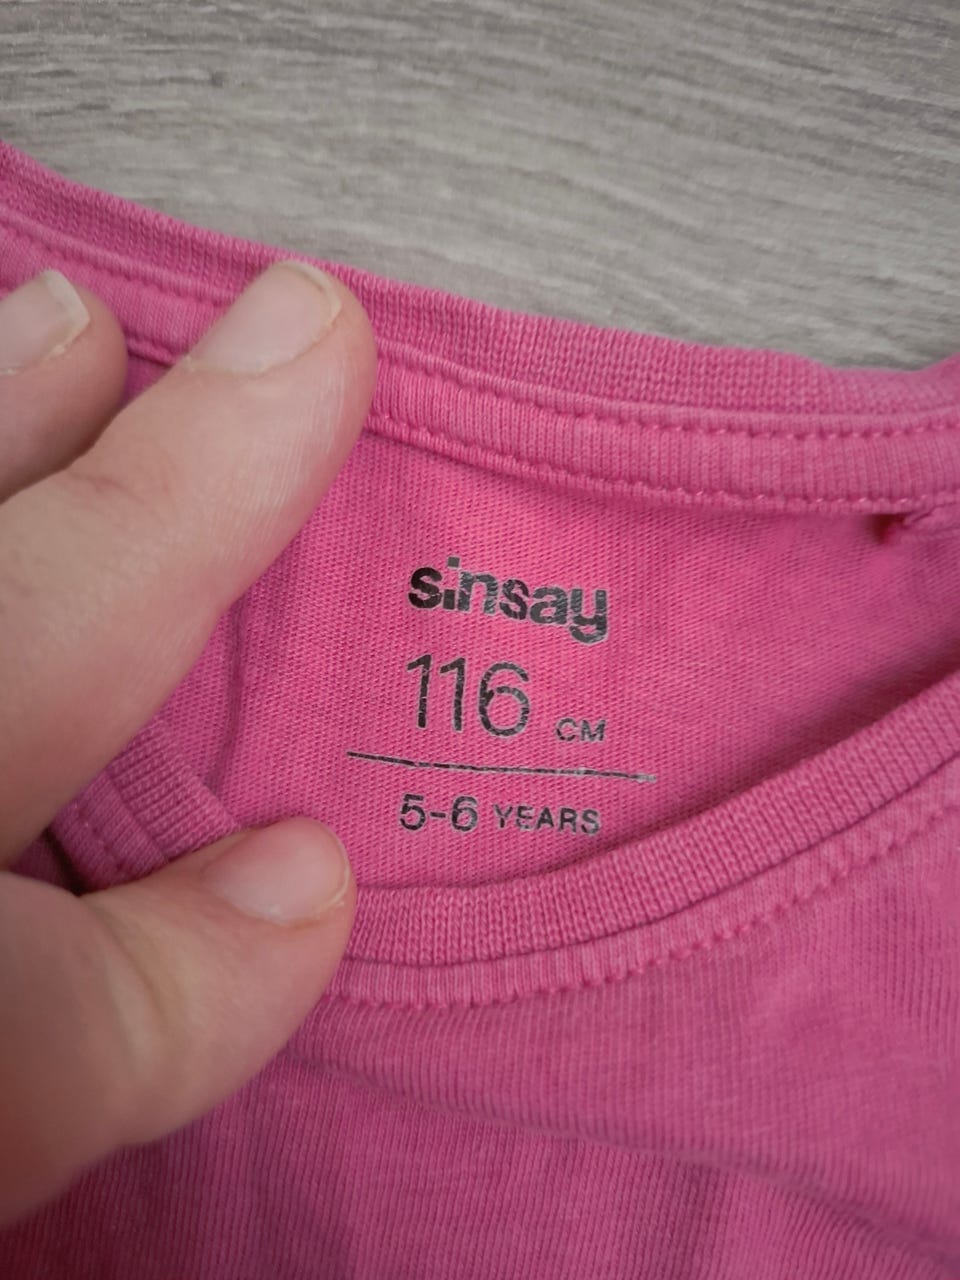 sinsay
116 CM
5-6 YEARS